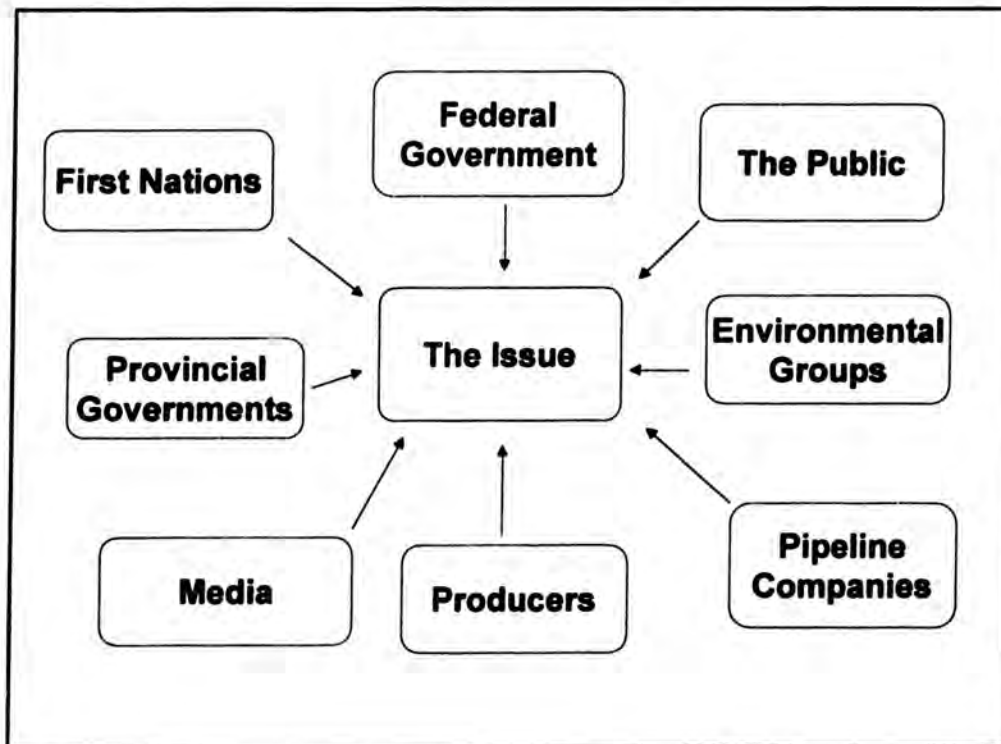 Federal
Government
First Nations
The Public
The Issue
Environmental
Groups
Provincial
Governments
Media
Producers
Pipeline
Companies